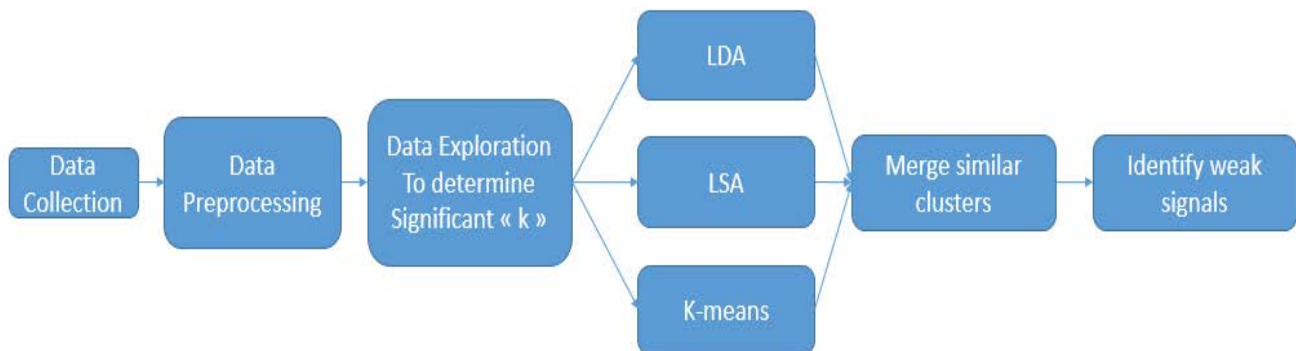 Data
Collection
Data
Preprocessing
Data Exploration
To determine
Significant « k »
LDA
LSA
K-means
Merge similar
clusters
Identify weak
signals